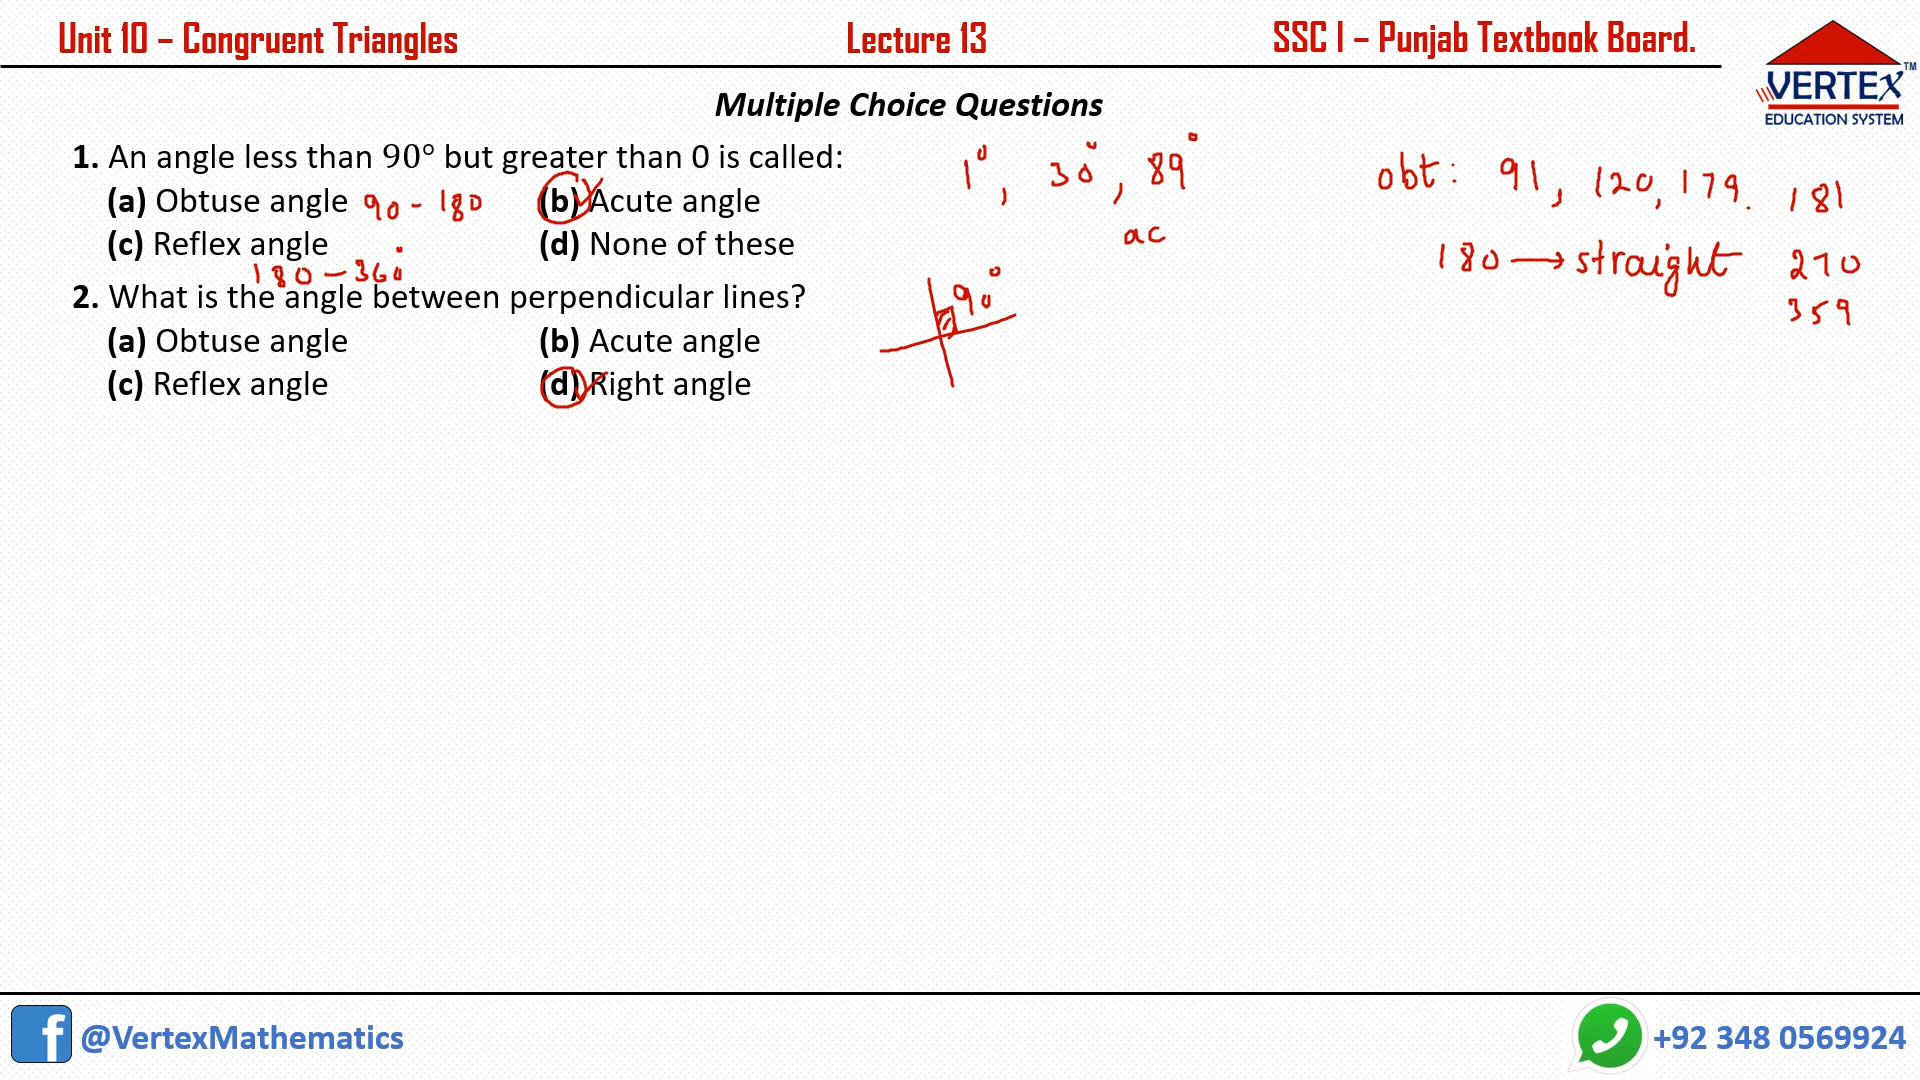 Unit 10 – Congruent Triangles Lecture 13 SSC I – Punjab Textbook Board.
VERTEX TM
EDUCATION SYSTEM
Multiple Choice Questions
1. An angle less than 90° but greater than 0 is called:
1°, 30°, 89°
obt: 91, 120, 179. 181
(a) Obtuse angle 90 - 180 (b) Acute angle
ac
(c) Reflex angle (d) None of these
180 → straight 270
180 – 360°
359
2. What is the angle between perpendicular lines?
90°
(a) Obtuse angle (b) Acute angle
(c) Reflex angle (d) Right angle
f @VertexMathematics +92 348 0569924